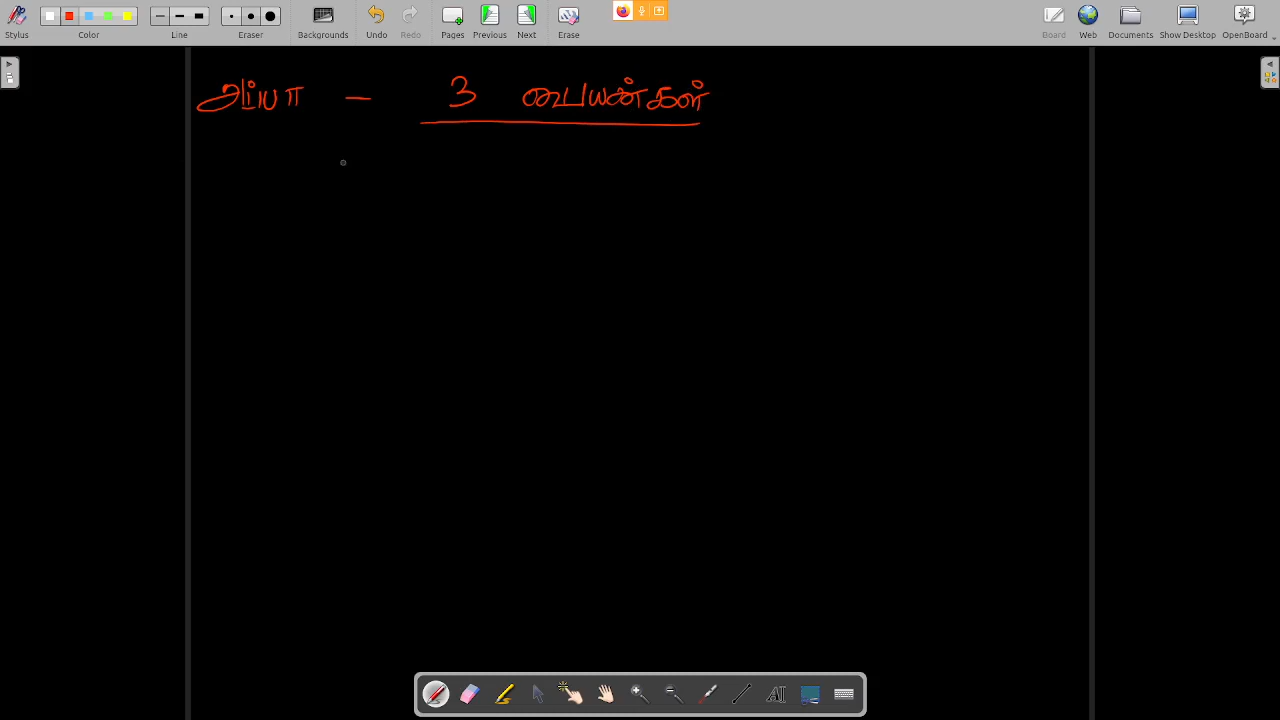 Stylus
Color
Line
Eraser
Backgrounds
Undo
Redo
Pages
Previous
Next
Erase
Board
Web
Documents
Show Desktop
OpenBoard
அப்பா - 3 பையன்கள்